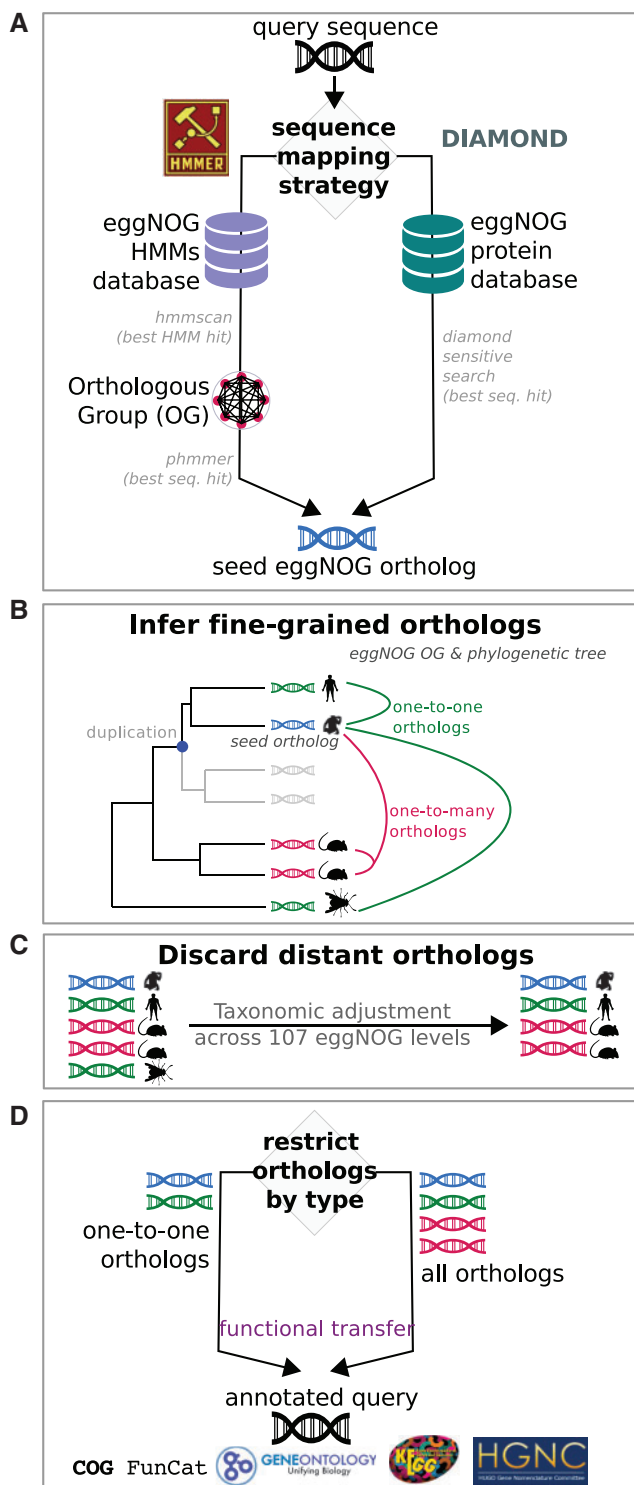 A
query sequence
HMMER
sequence
mapping
strategy
DIAMOND
eggNOG
HMMs
database
eggNOG
protein
database
hmmscan
(best HMM hit)
diamond
sensitive
search
(best seq. hit)
Orthologous
Group (OG)
phmmer
(best seq. hit)
seed eggNOG ortholog
B
Infer fine-grained orthologs
eggNOG OG & phylogenetic tree
one-to-one
orthologs
duplication
seed ortholog
one-to-many
orthologs
C
Discard distant orthologs
Taxonomic adjustment
across 107 eggNOG levels
D
restrict
orthologs
by type
one-to-one
orthologs
all orthologs
functional transfer
annotated query
COG FunCat
GENEONTOLOGY
Unifying Biology
KEGG
HGNC
HUGO Gene Nomenclature Committee